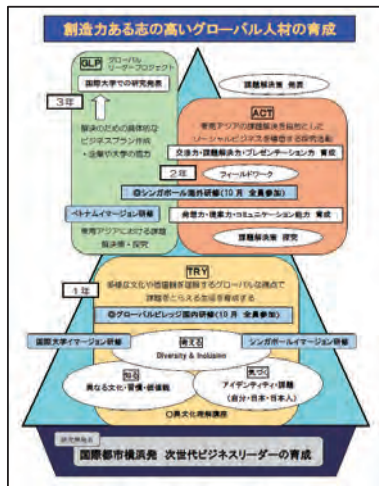 創造力ある志の高いグローバル人材の育成
GLP
グローバル
リーダープロジェクト
国際大学での研究発表
課題解決策 発表
3年
ACT
解決のための具体的な
ビジネスプラン作成
・企業や大学の協力
東南アジアの課題解決を目的とした
ソーシャルビジネスを構想する探究活動
交渉力・課題解決力・プレゼンテーション力 育成
2年
フィールドワーク
◎シンガポール海外研修(10月 全員参加)
ベトナムイマージョン研修
発想力・提案力・コミュニケーション能力 育成
東南アジアにおける課題
解決策・探究
課題解決策 探究
TRY
1年
多様な文化や価値観を理解するグローバルな視点で
課題をとらえる生徒を育成する
◎グローバルビレッジ国内研修(10月 全員参加)
国際大学イマージョン研修
考える
シンガポールイマージョン研修
Diversity & Inclusive
知る
異なる文化・習慣・価値観
気づく
アイデンティティ・課題
(自分・日本・日本人)
〇異文化理解講座
研究開発名
国際都市横浜発 次世代ビジネスリーダーの育成